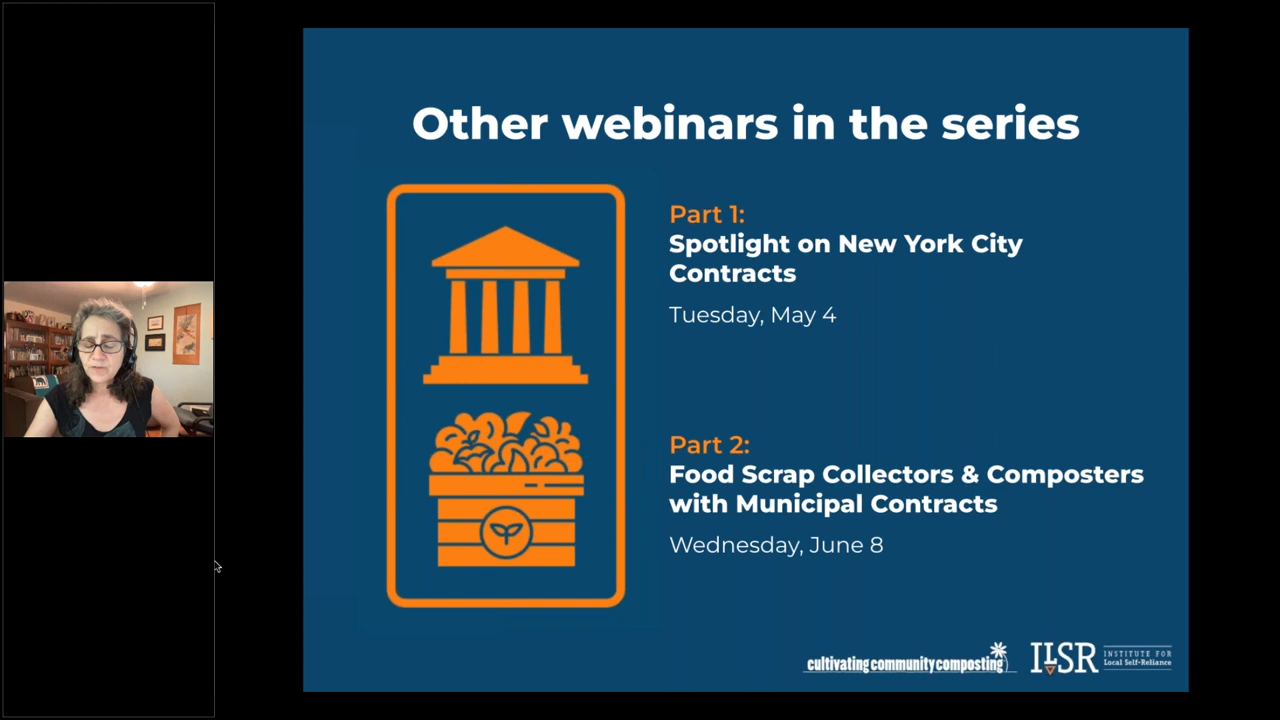 Other webinars in the series
Part 1:
Spotlight on New York City
Contracts
Tuesday, May 4
Part 2:
Food Scrap Collectors & Composters
with Municipal Contracts
Wednesday, June 8
cultivating community composting
ILSR
INSTITUTE FOR
Local Self-Reliance